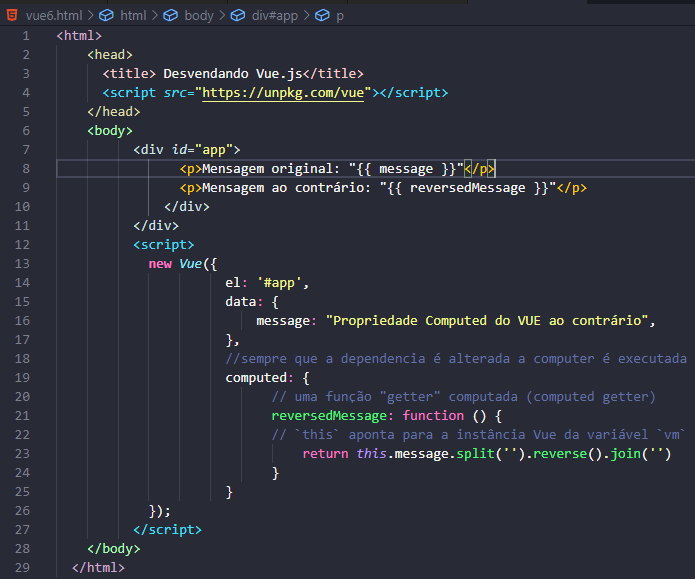 vue6.html > html > body > div#app > p
1 <html>
2 <head>
3 <title> Desvendando Vue.js</title>
4 <script src="https://unpkg.com/vue"></script>
5 </head>
6 <body>
7 <div id="app">
8 <p>Mensagem original: "{{ message }}"</p>
9 <p>Mensagem ao contrário: "{{ reversedMessage }}"</p>
10 </div>
11 </div>
12 <script>
13 new Vue({
14 el: '#app',
15 data: {
16 message: "Propriedade Computed do VUE ao contrário",
17 },
18 //sempre que a dependencia é alterada a computer é executada
19 computed: {
20 // uma função "getter" computada (computed getter)
21 reversedMessage: function () {
22 // `this` aponta para a instância Vue da variável `vm`
23 return this.message.split('').reverse().join('')
24 }
25 }
26 });
27 </script>
28 </body>
29 </html>